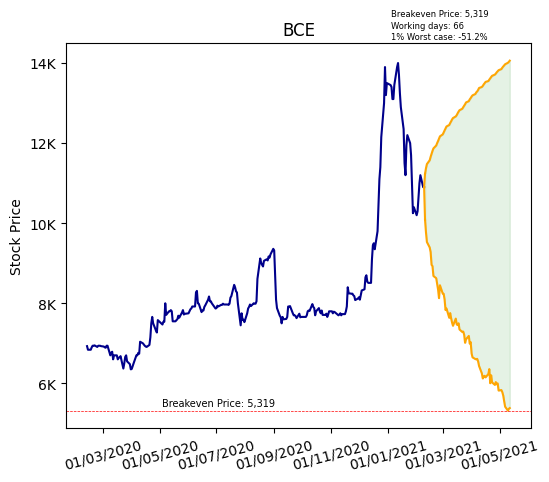 Breakeven Price: 5,319
Working days: 66
1% Worst case: -51.2%
BCE
14K
12K
10K
8K
6K
Stock Price
Breakeven Price: 5,319
01/03/2020
01/05/2020
01/07/2020
01/09/2020
01/11/2020
01/01/2021
01/03/2021
01/05/2021